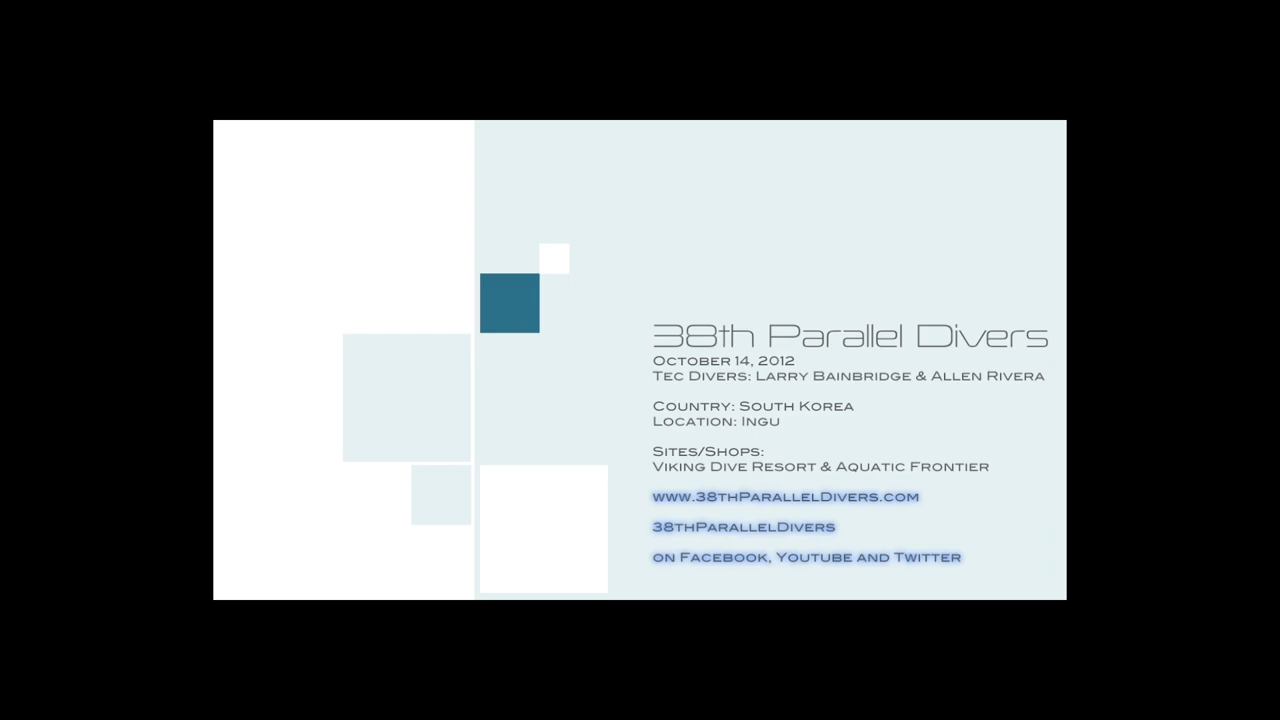 38th Parallel Divers
October 14, 2012
Tec Divers: Larry Bainbridge & Allen Rivera
Country: South Korea
Location: Ingu
Sites/Shops:
Viking Dive Resort & Aquatic Frontier
www.38thParallelDivers.com
38thParallelDivers
on Facebook, Youtube and Twitter